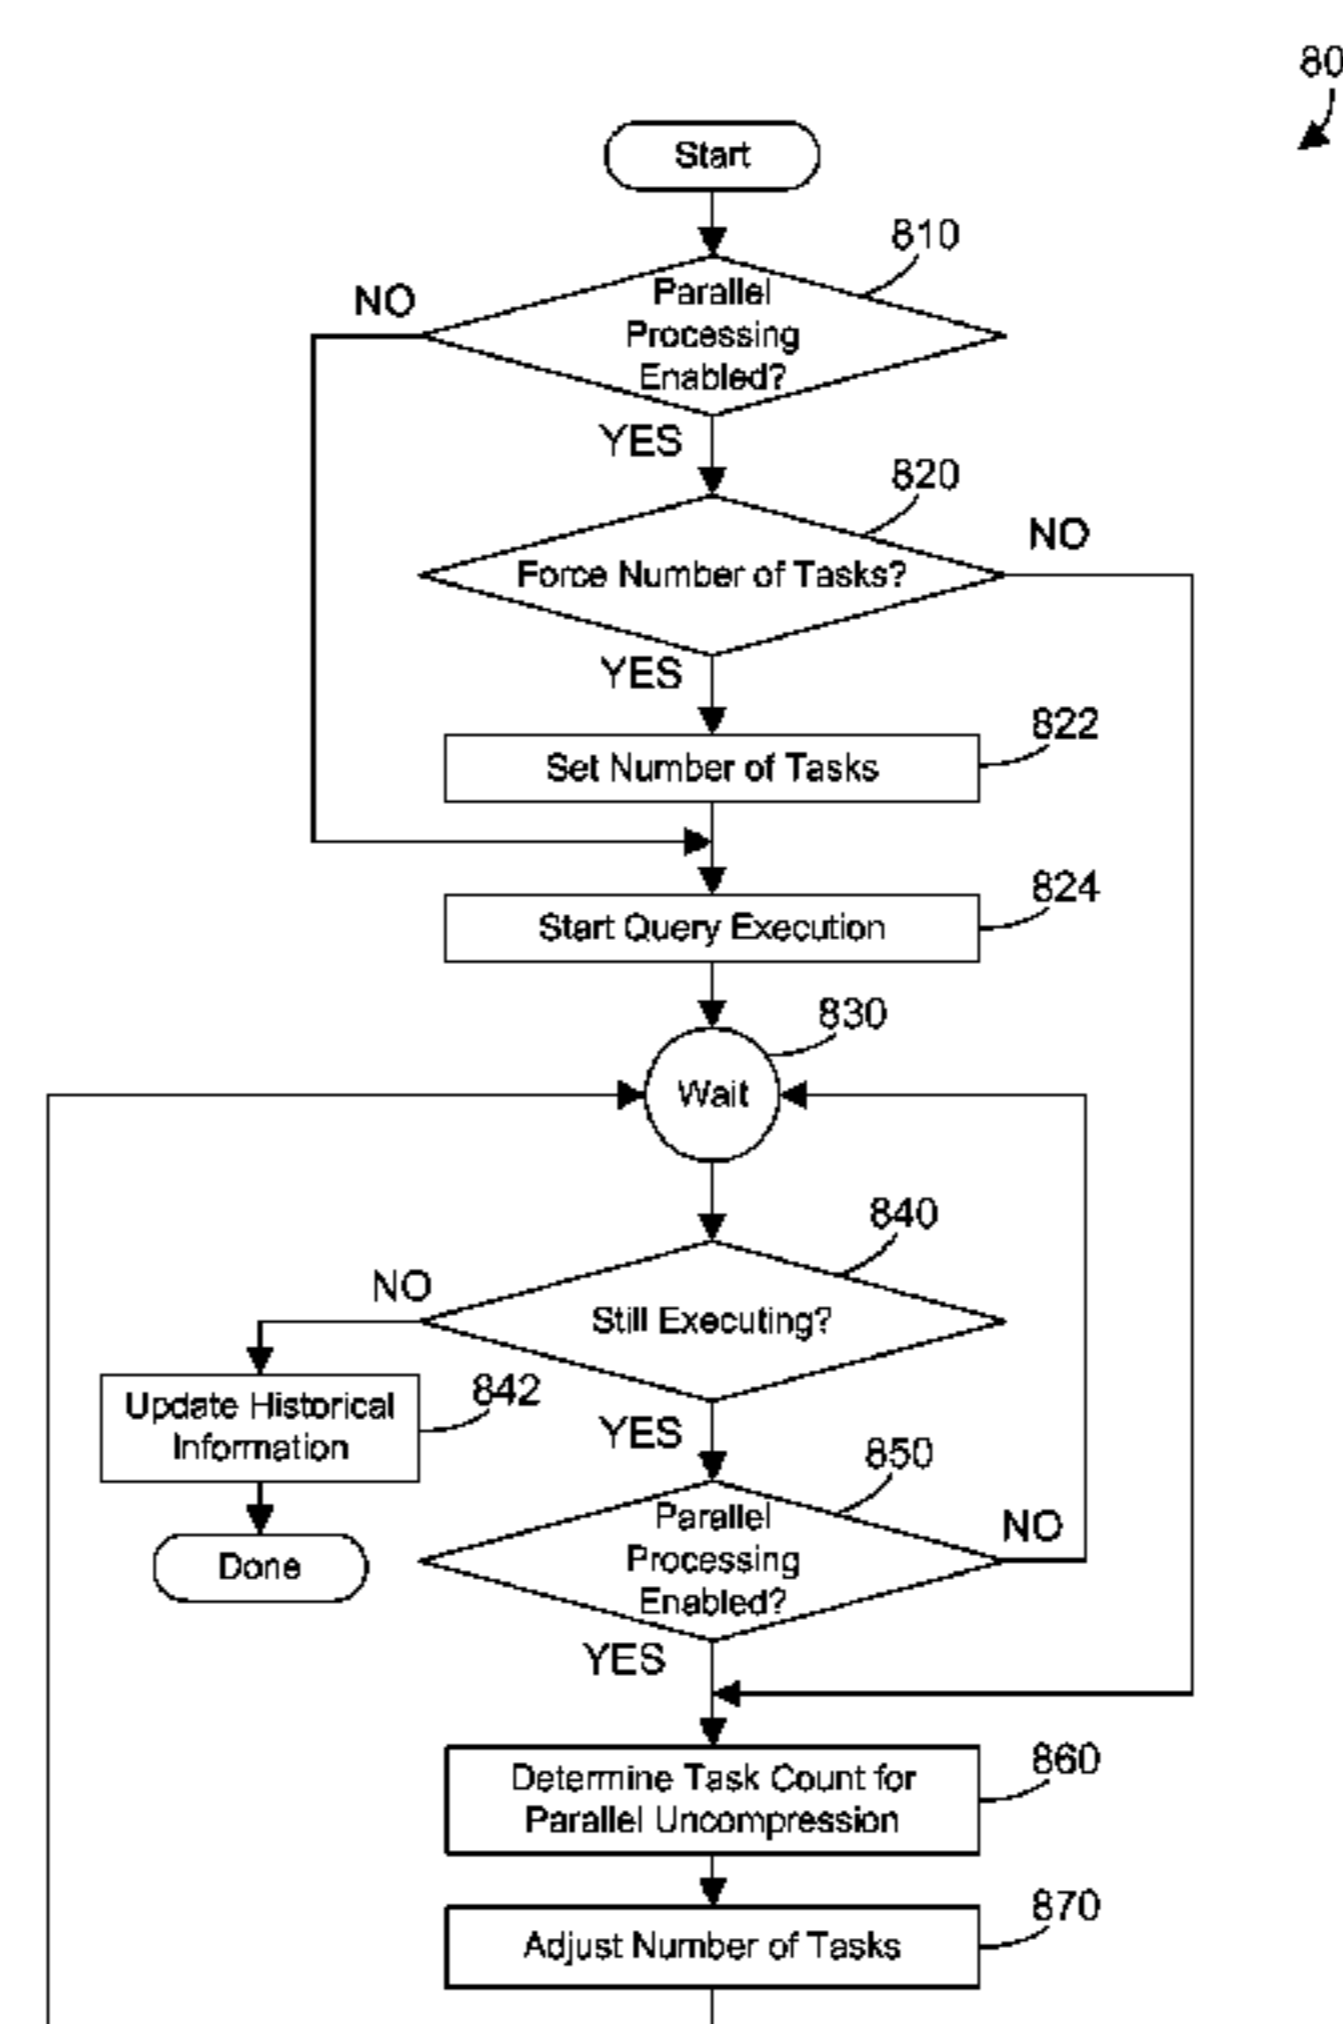 80
Start
810
NO
Parallel
Processing
Enabled?
YES
820
NO
Force Number of Tasks?
YES
822
Set Number of Tasks
824
Start Query Execution
830
Wait
840
NO
Still Executing?
842
Update Historical
Information
YES
850
Parallel
Processing
Enabled?
NO
Done
YES
860
Determine Task Count for
Parallel Uncompression
870
Adjust Number of Tasks